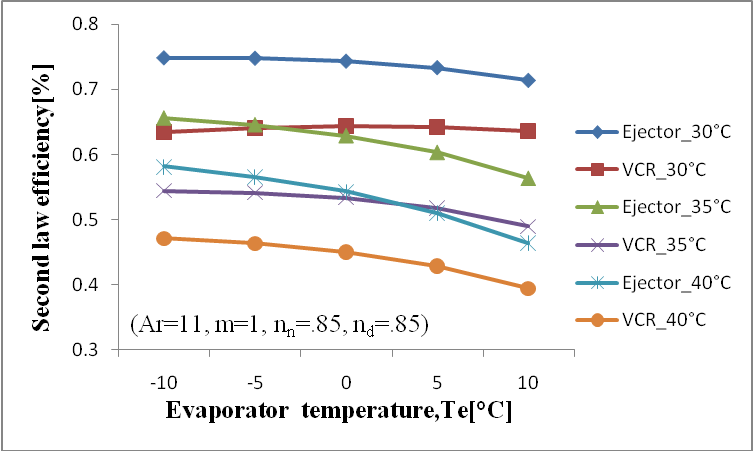 0.8
0.7
0.6
0.5
0.4
0.3
Second law efficiency[%]
(Ar=11, m=1, nn=.85, nd=.85)
-10 -5 0 5 10
Evaporator temperature,Te[°C]
Ejector_30°C
VCR_30°C
Ejector_35°C
VCR_35°C
Ejector_40°C
VCR_40°C